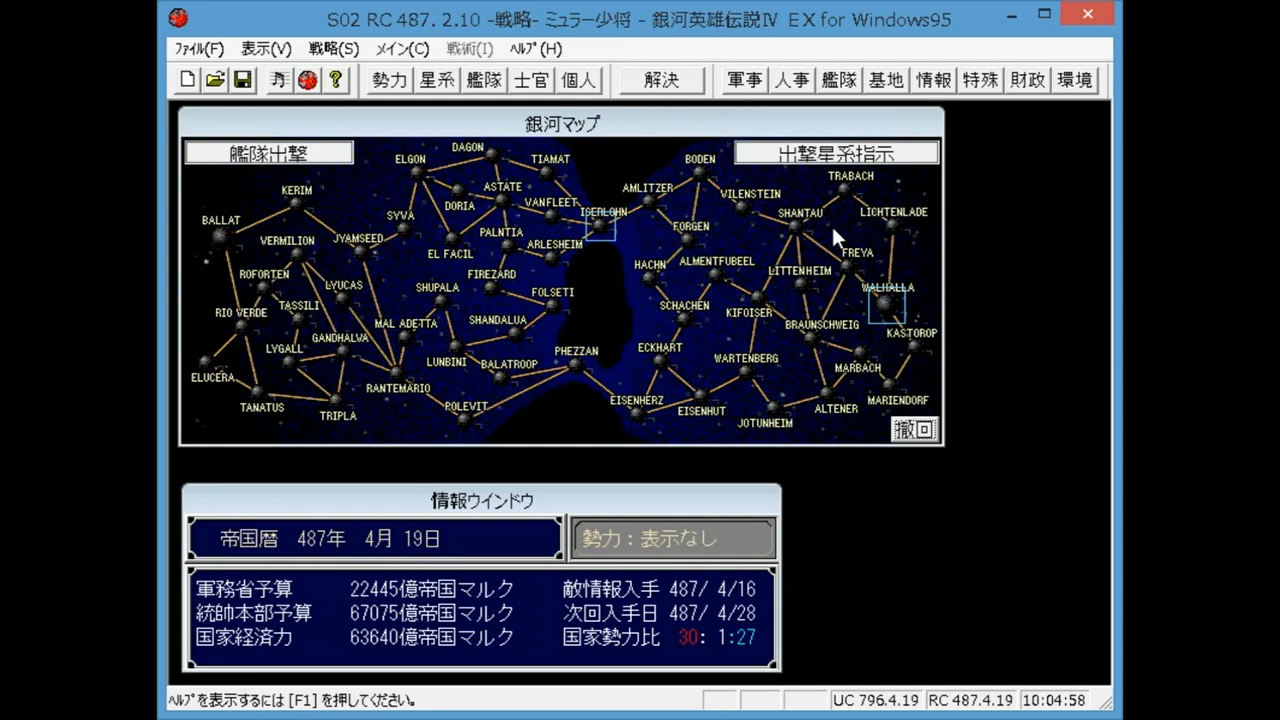 S02 RC 487. 2.10 -戦略- ミュラー少将 - 銀河英雄伝説Ⅳ EX for Windows95
ﾌｧｲﾙ(F) 表示(V) 戦略(S) メイン(C) 戦術(I) ﾍﾙﾌﾟ(H)
勢力 星系 艦隊 士官 個人 解決 軍事 人事 艦隊 基地 情報 特殊 財政 環境
銀河マップ
艦隊出撃 出撃星系指示
DAGON
ELGON TIAMAT BODEN
TRABACH
KERIM ASTATE AMLITZER VILENSTEIN
DORIA VANFLEET ISERLOHN SHANTAU LICHTENLADE
BALLAT SYVA
VERMILION JYAMSEED PALNTIA FORGEN
EL FACIL ARLESHEIM FREYA
ROFORTEN FIREZARD HACHN ALMENTFUBEEL LITTENHEIM
LYUCAS SHUPALA FOLSETI WALHALLA
TASSILI SCHACHEN
RIO VERDE MAL ADETTA SHANDALUA KIFOISER BRAUNSCHWEIG
GANDHALVA KASTOROP
LYGALL LUNBINI BALATROOP PHEZZAN ECKHART WARTENBERG
ELUCERA RANTEMARIO MARBACH
TANATUS TRIPLA POLEVIT EISENHERZ EISENHUT ALTENER MARIENDORF
JOTUNHEIM
撤回
情報ウインドウ
帝国暦 487年 4月 19日 勢力：表示なし
軍務省予算 22445億帝国マルク 敵情報入手 487/ 4/16
統帥本部予算 67075億帝国マルク 次回入手日 487/ 4/28
国家経済力 63640億帝国マルク 国家勢力比 30: 1:27
ﾍﾙﾌﾟを表示するには [F1] を押してください。 UC 796.4.19 RC 487.4.19 10:04:58